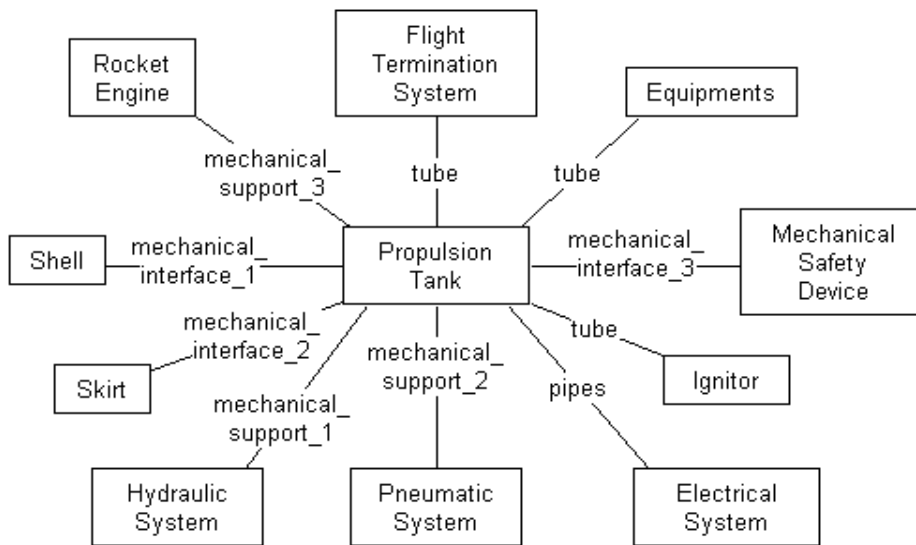 Rocket
Engine
Flight
Termination
System
Equipments
mechanical_
support_3
tube
tube
Shell
mechanical_
interface_1
Propulsion
Tank
mechanical_
interface_3
Mechanical
Safety
Device
mechanical_
interface_2
Skirt
mechanical_
support_2
tube
Ignitor
mechanical_
support_1
pipes
Hydraulic
System
Pneumatic
System
Electrical
System